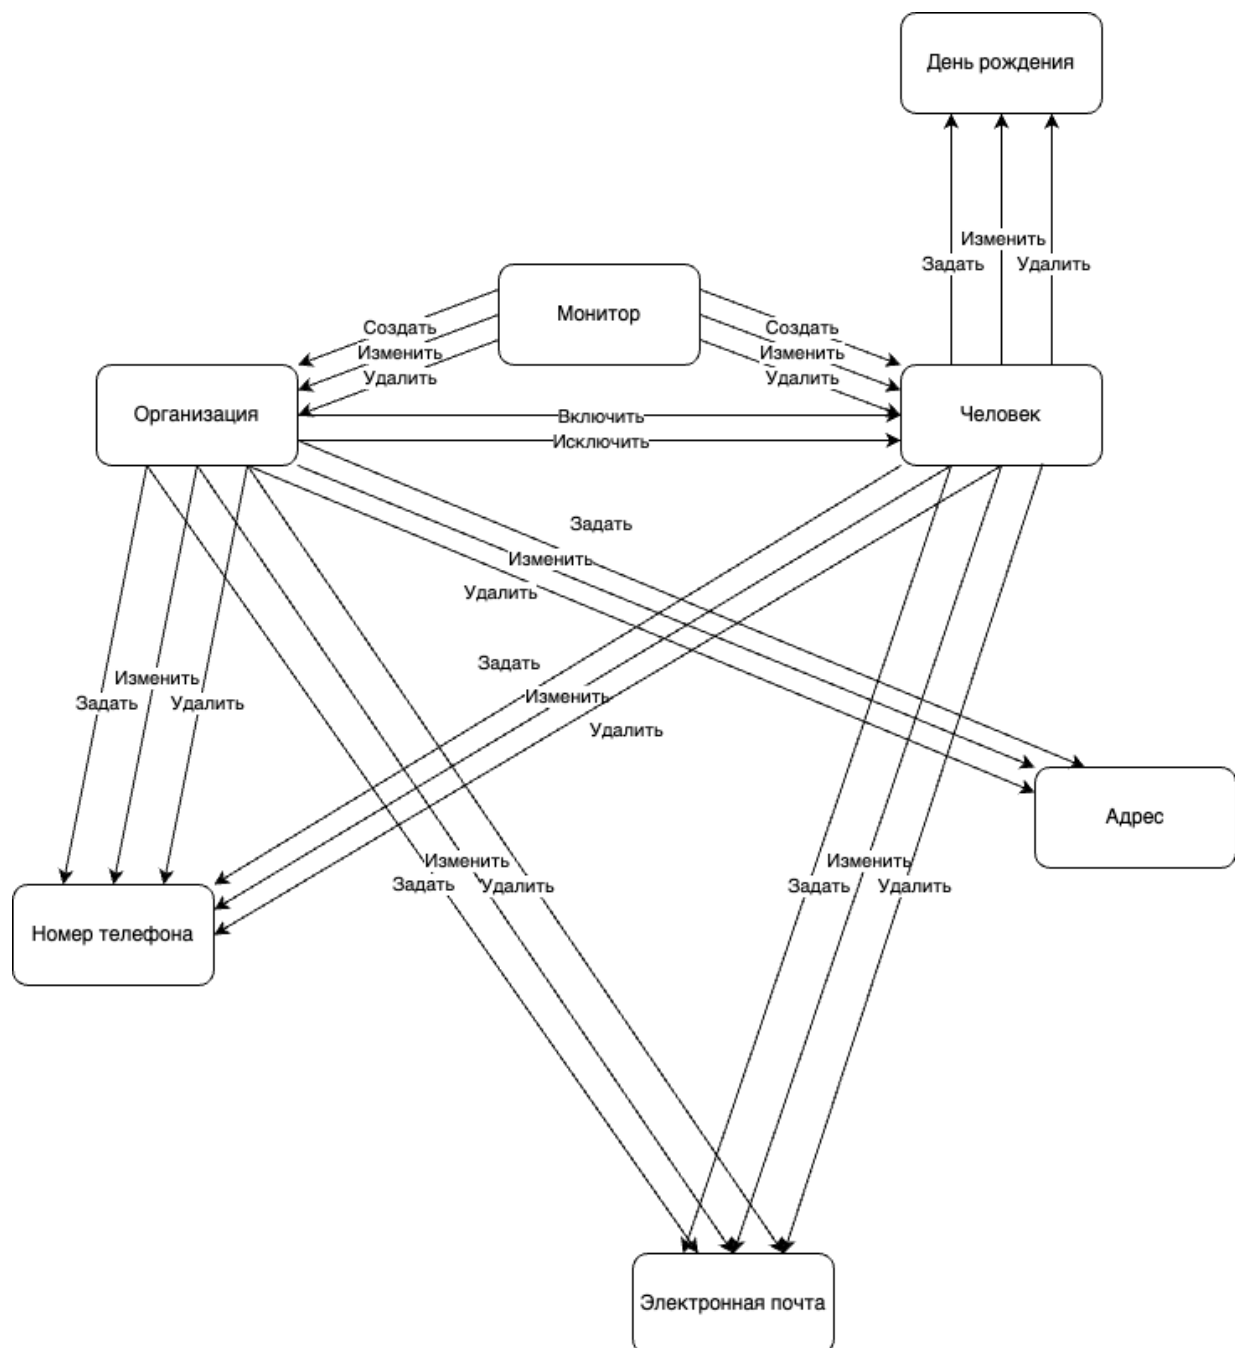 День рождения
Изменить
Задать
Удалить
Монитор
Создать
Создать
Изменить
Изменить
Удалить
Удалить
Организация
Включить
Человек
Исключить
Задать
Изменить
Удалить
Задать
Изменить
Изменить
Задать
Удалить
Удалить
Адрес
Изменить
Изменить
Задать
Удалить
Задать
Удалить
Номер телефона
Электронная почта